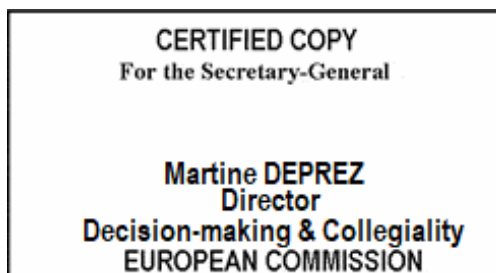 CERTIFIED COPY
For the Secretary-General
Martine DEPREZ
Director
Decision-making & Collegiality
EUROPEAN COMMISSION